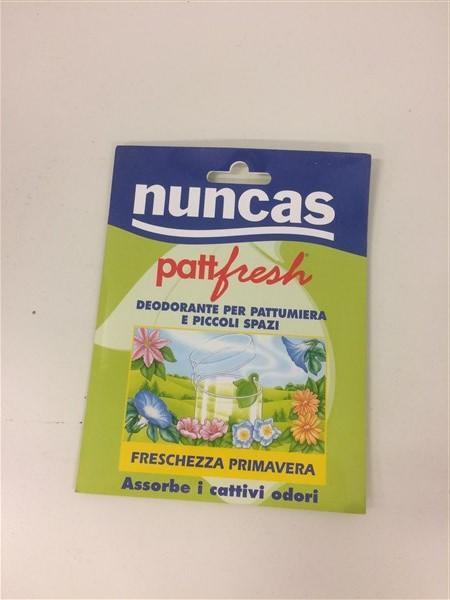 nuncas
pattfresh®
DEODORANTE PER PATTUMIERA
E PICCOLI SPAZI
FRESCHEZZA PRIMAVERA
Assorbe i cattivi odori